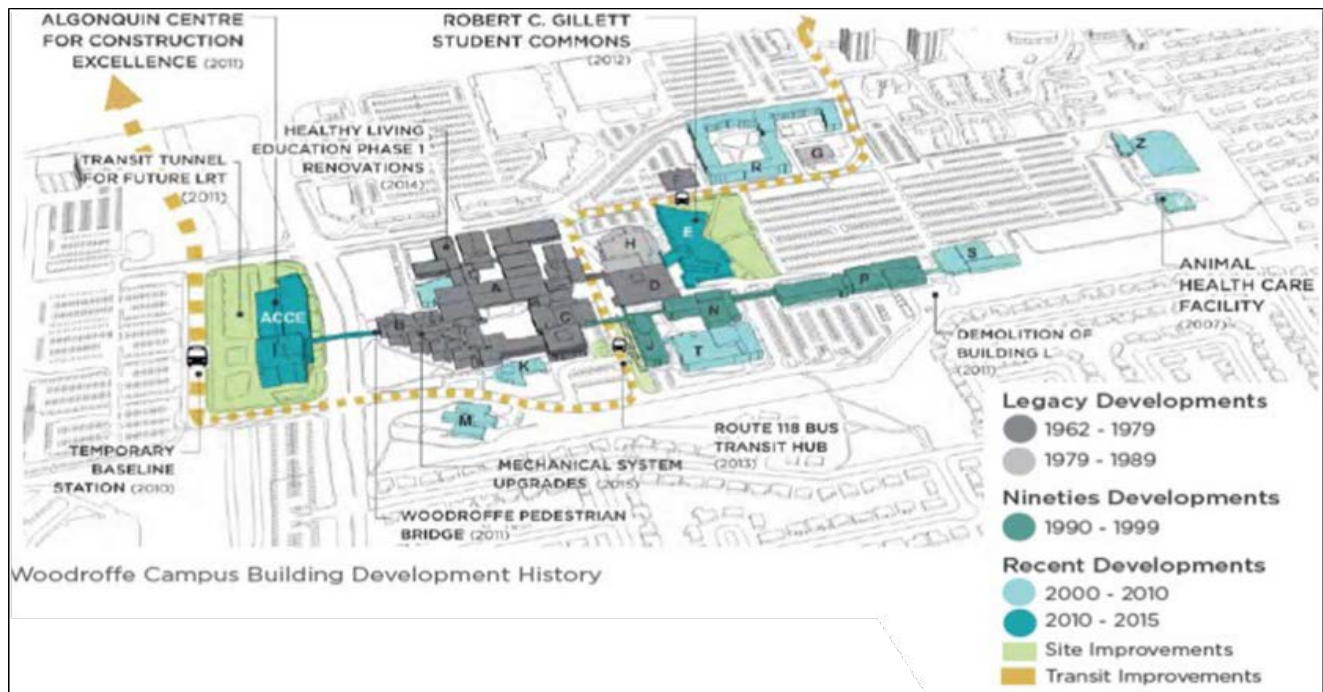 ALGONQUIN CENTRE
FOR CONSTRUCTION
EXCELLENCE (2011)
ROBERT C. GILLETT
STUDENT COMMONS
(2012)
HEALTHY LIVING
EDUCATION PHASE 1
RENOVATIONS
(2014)
TRANSIT TUNNEL
FOR FUTURE LRT
(2011)
Z
G
R
E
H
S
A
D
P
ACCE
B
C
N
J
T
K
M
ANIMAL
HEALTH CARE
FACILITY
(2007)
DEMOLITION OF
BUILDING L
(2011)
TEMPORARY
BASELINE
STATION (2010)
ROUTE 118 BUS
TRANSIT HUB
(2013)
MECHANICAL SYSTEM
UPGRADES (2015)
WOODROFFE PEDESTRIAN
BRIDGE (2011)
Woodroffe Campus Building Development History
Legacy Developments
1962 - 1979
1979 - 1989
Nineties Developments
1990 - 1999
Recent Developments
2000 - 2010
2010 - 2015
Site Improvements
Transit Improvements